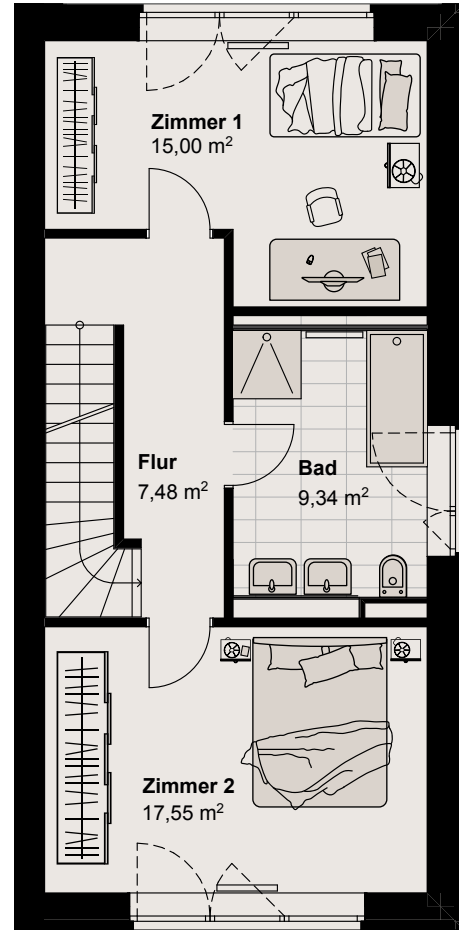 Zimmer 1
15,00 m²
Flur
7,48 m²
Bad
9,34 m²
Zimmer 2
17,55 m²